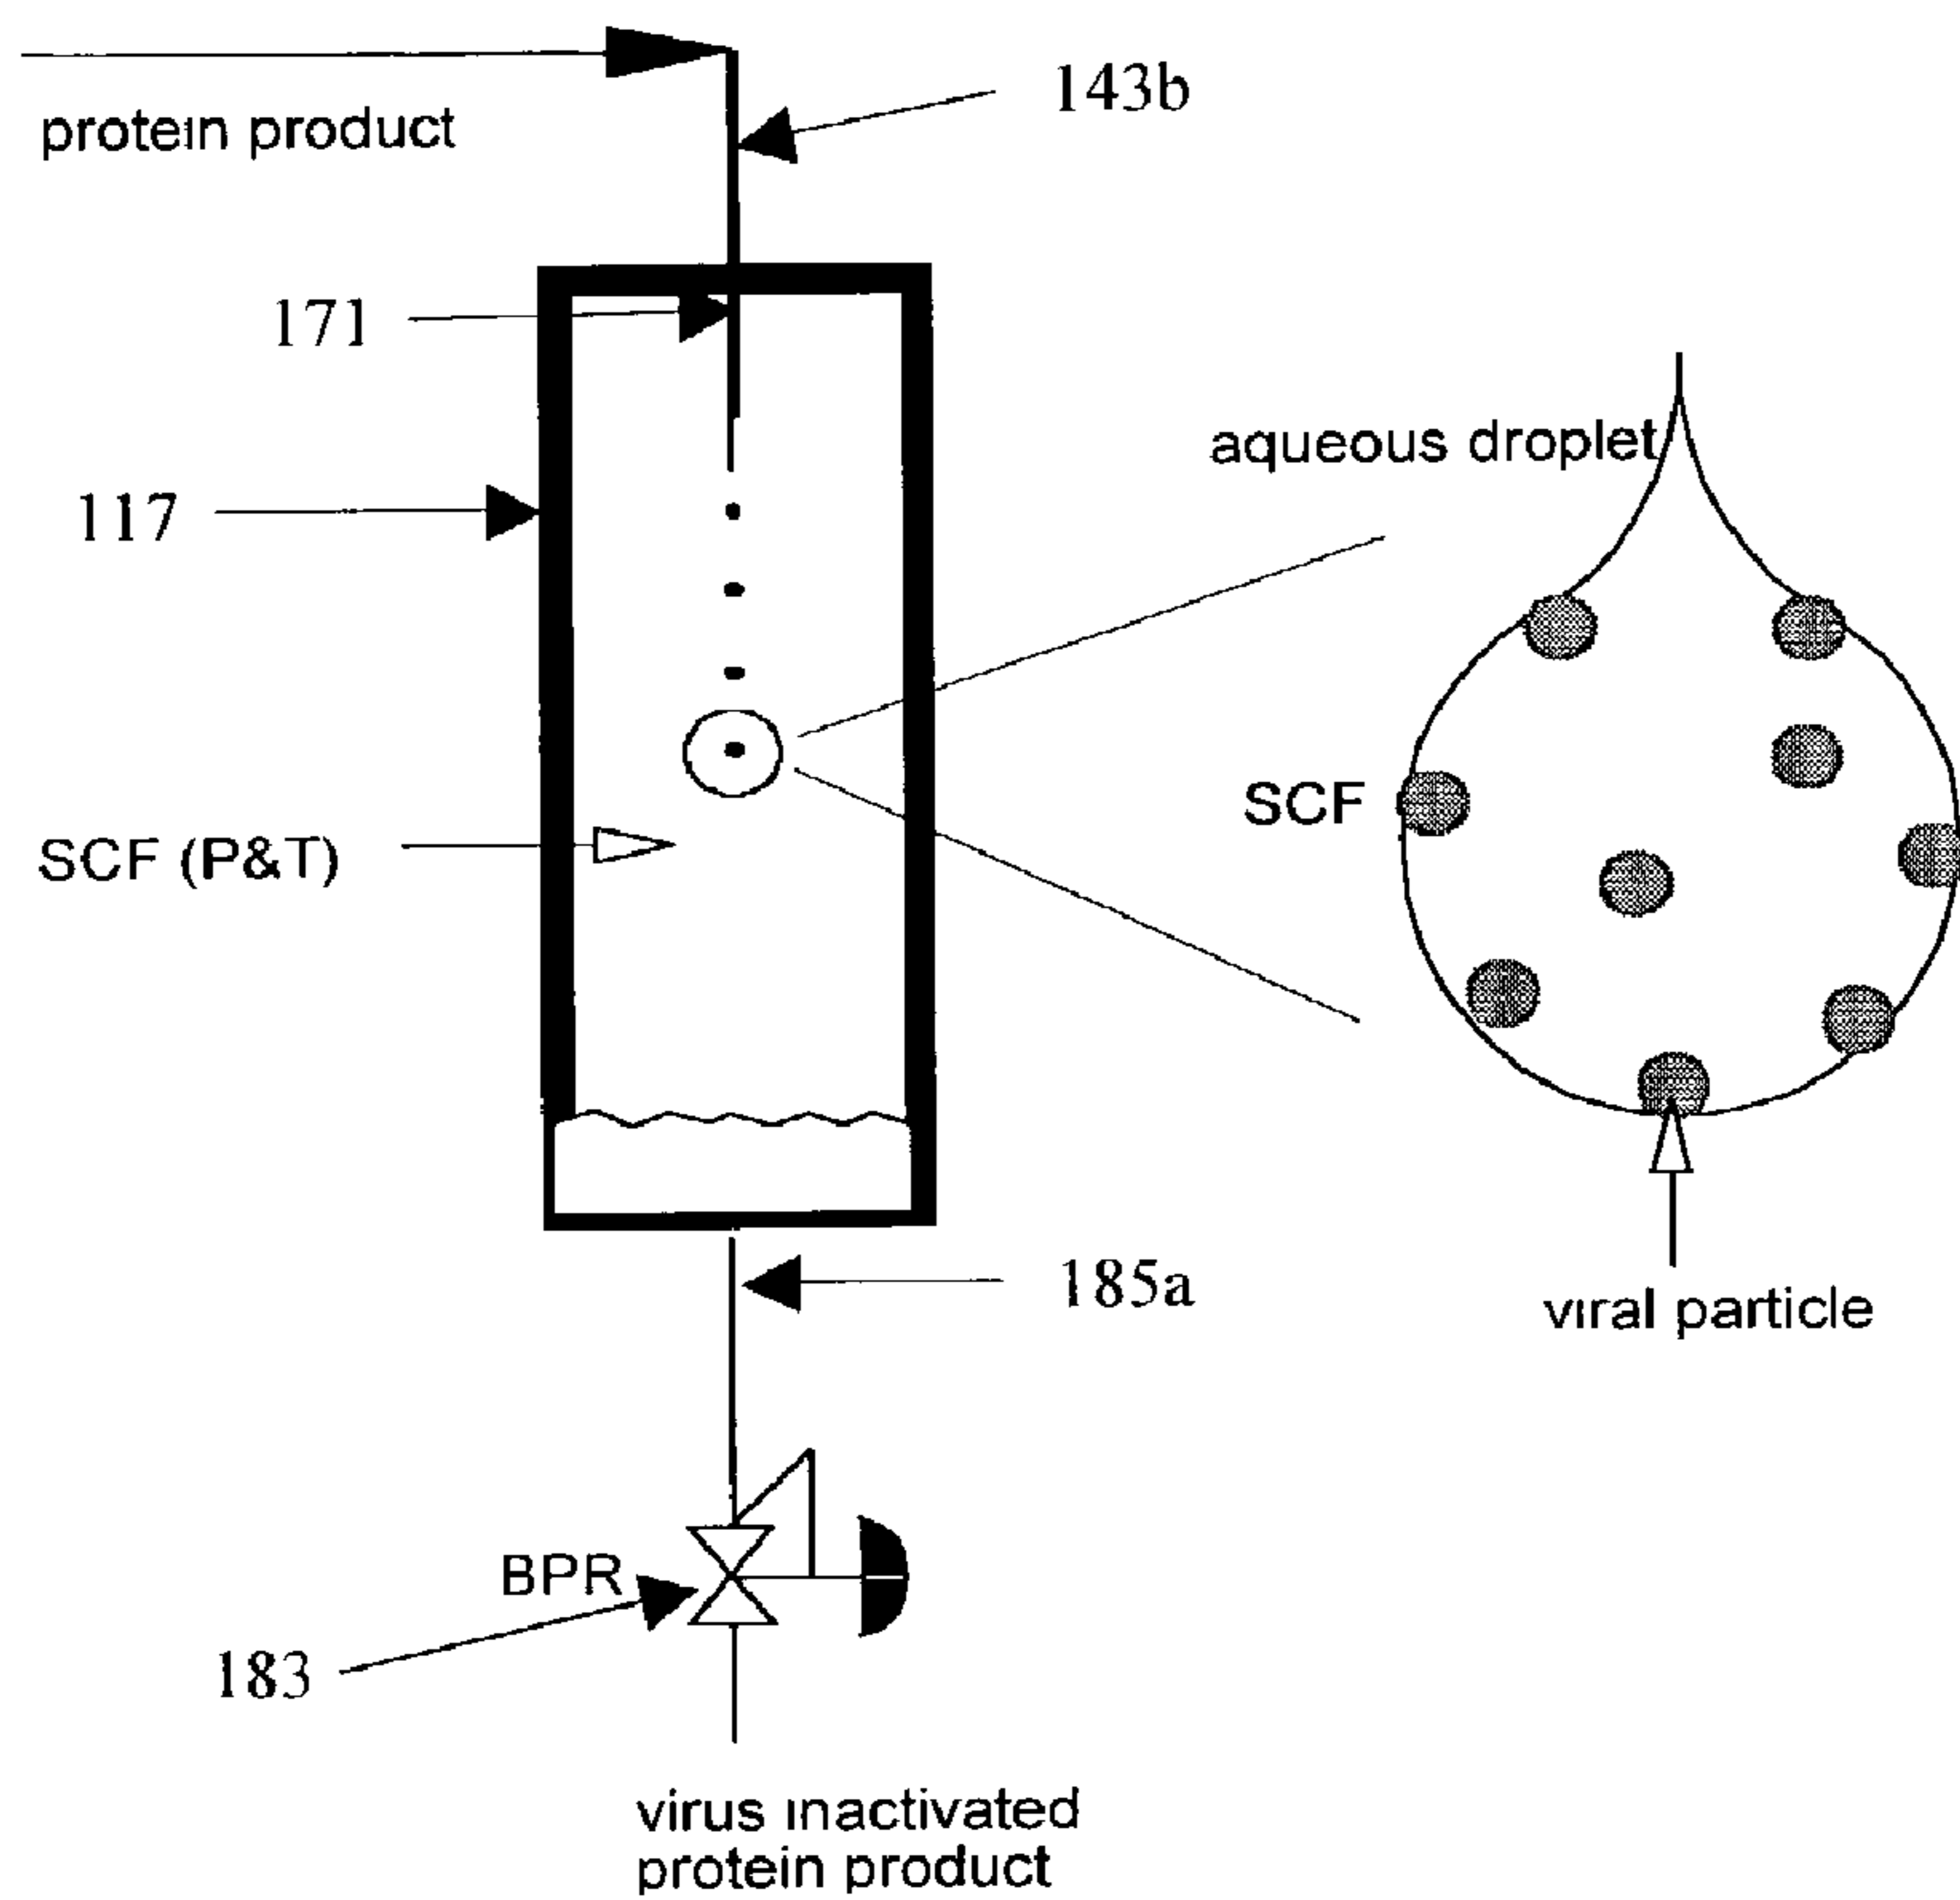 protein product
143b
171
117
aqueous droplet
SCF
SCF (P&T)
185a
viral particle
BPR
183
virus inactivated
protein product